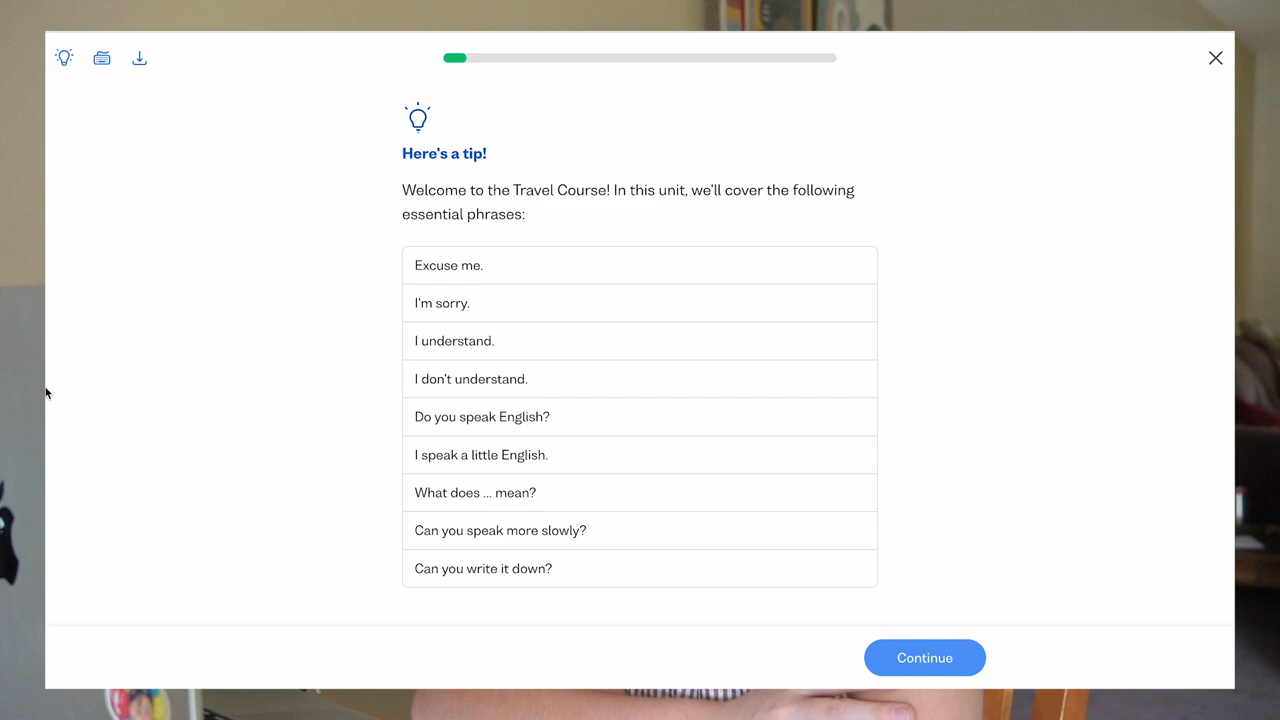 Here's a tip!
Welcome to the Travel Course! In this unit, we'll cover the following
essential phrases:
Excuse me.
I'm sorry.
I understand.
I don't understand.
Do you speak English?
I speak a little English.
What does ... mean?
Can you speak more slowly?
Can you write it down?
Continue